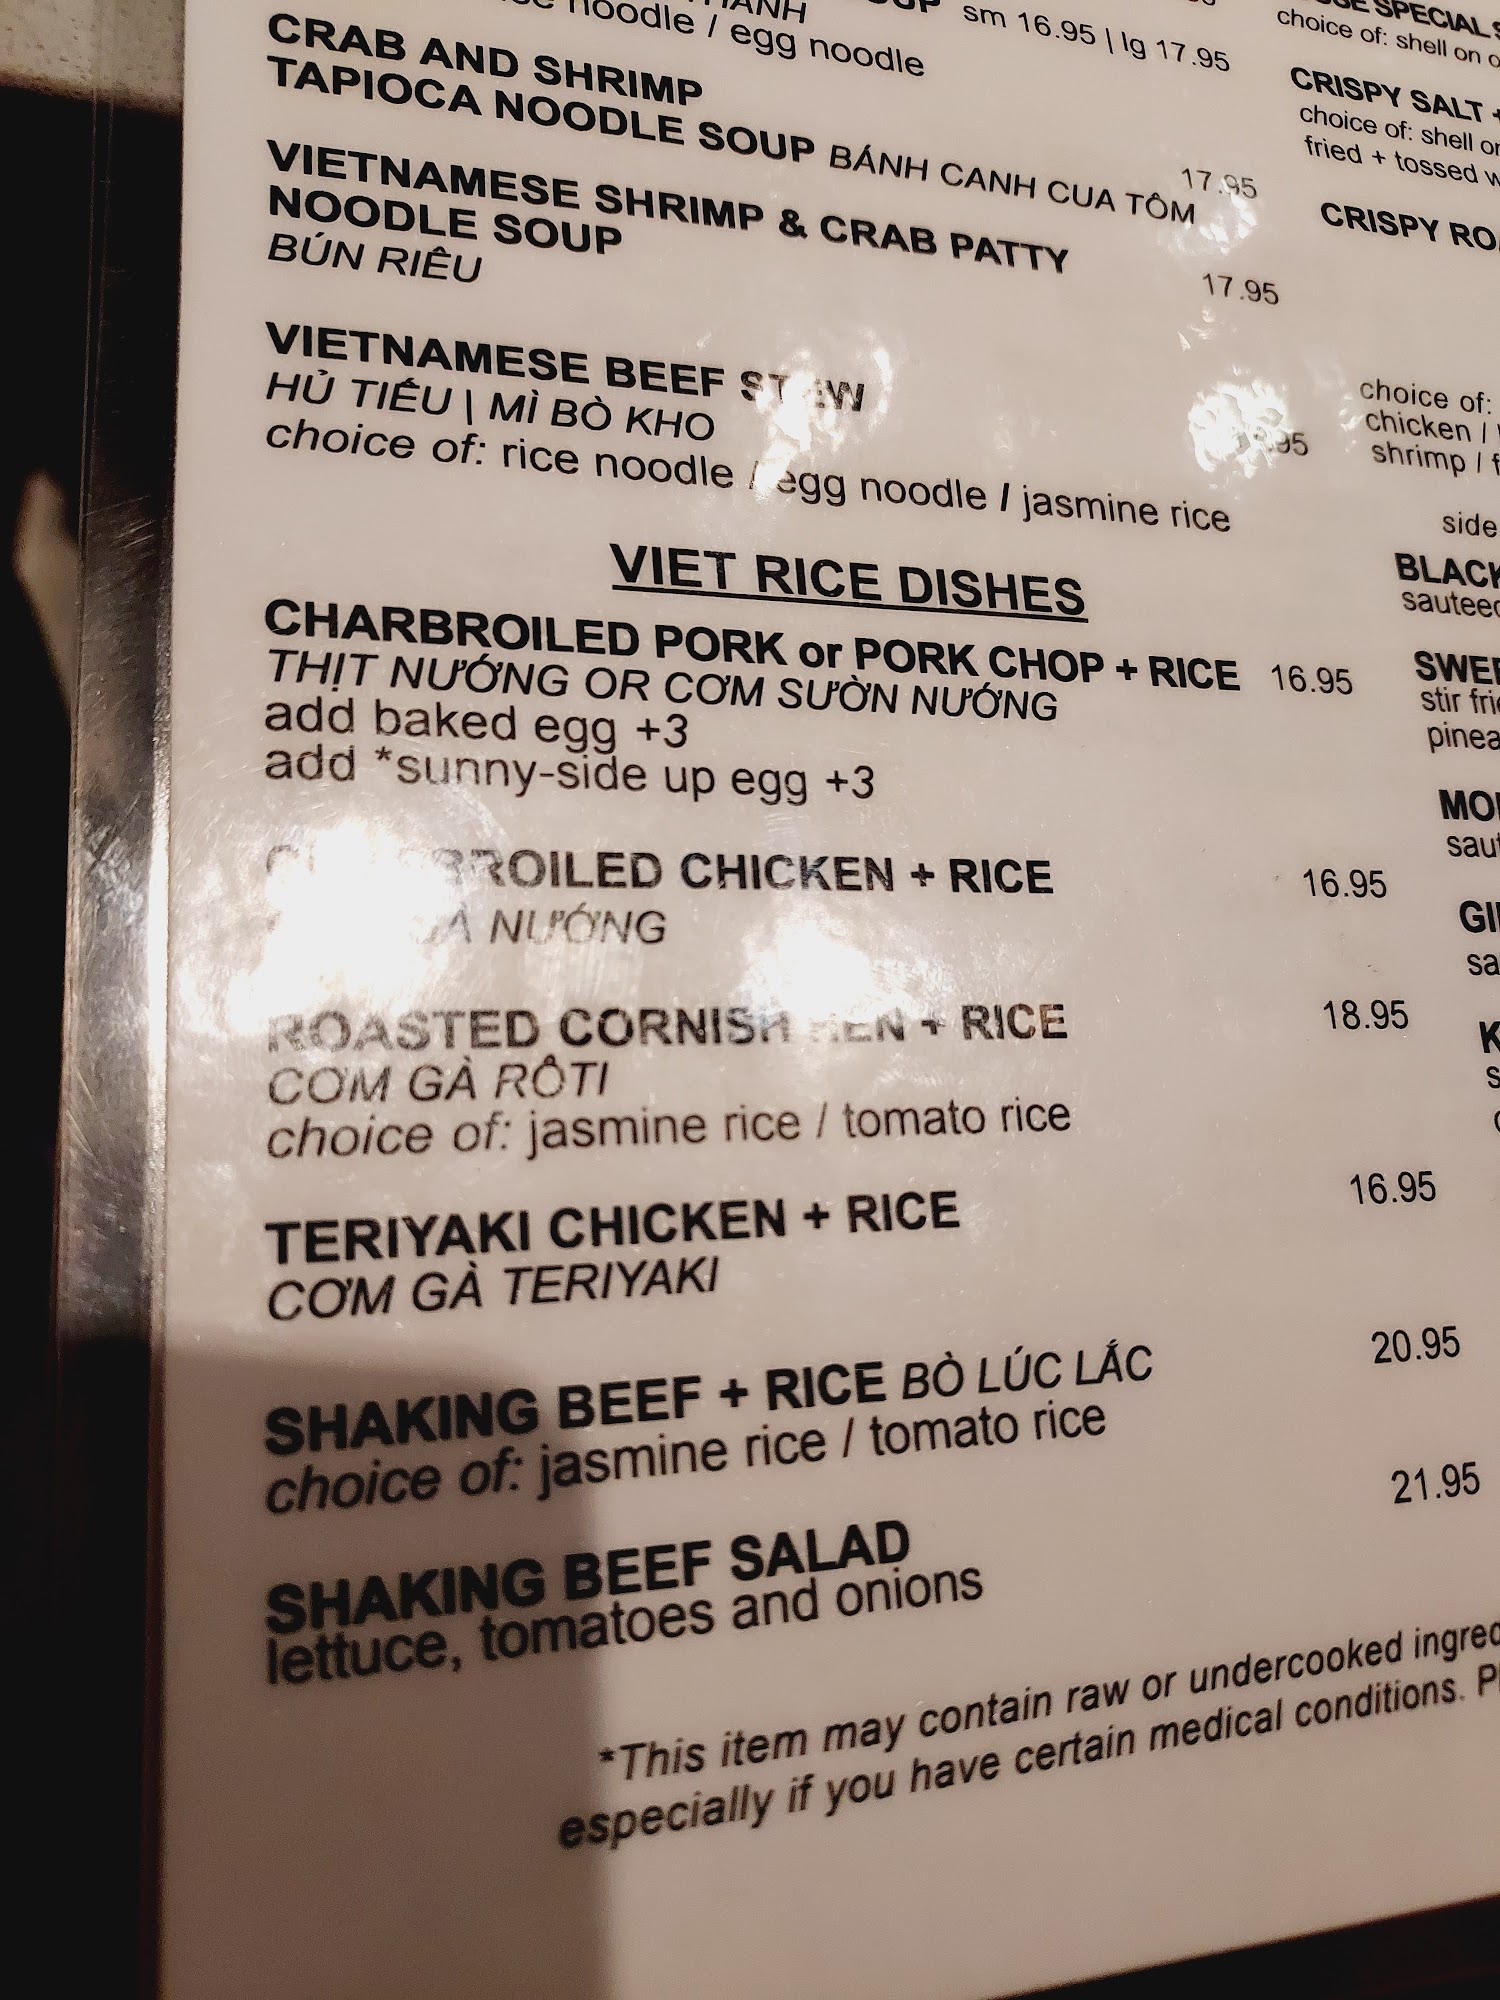 noodle / egg noodle
sm 16.95 | lg 17.95
CRAB AND SHRIMP
TAPIOCA NOODLE SOUP BÁNH CANH CUA TÔM 17.95
VIETNAMESE SHRIMP & CRAB PATTY
NOODLE SOUP 17.95
BÚN RIÊU
VIETNAMESE BEEF STEW
HỦ TIẾU | MÌ BÒ KHO
choice of: rice noodle / egg noodle / jasmine rice
VIET RICE DISHES
CHARBROILED PORK or PORK CHOP + RICE 16.95
THỊT NƯỚNG OR CƠM SƯỜN NƯỚNG
add baked egg +3
add *sunny-side up egg +3
CHARBROILED CHICKEN + RICE 16.95
GÀ NƯỚNG
ROASTED CORNISH HEN + RICE 18.95
CƠM GÀ RÔTI
choice of: jasmine rice / tomato rice
TERIYAKI CHICKEN + RICE 16.95
CƠM GÀ TERIYAKI
SHAKING BEEF + RICE BÒ LÚC LẮC 20.95
choice of: jasmine rice / tomato rice
SHAKING BEEF SALAD 21.95
lettuce, tomatoes and onions
*This item may contain raw or undercooked
especially if you have certain medical conditions.
choice of: shell on
CRISPY SALT +
choice of: shell
fried + tossed
CRISPY
choice of:
chicken /
shrimp /
side